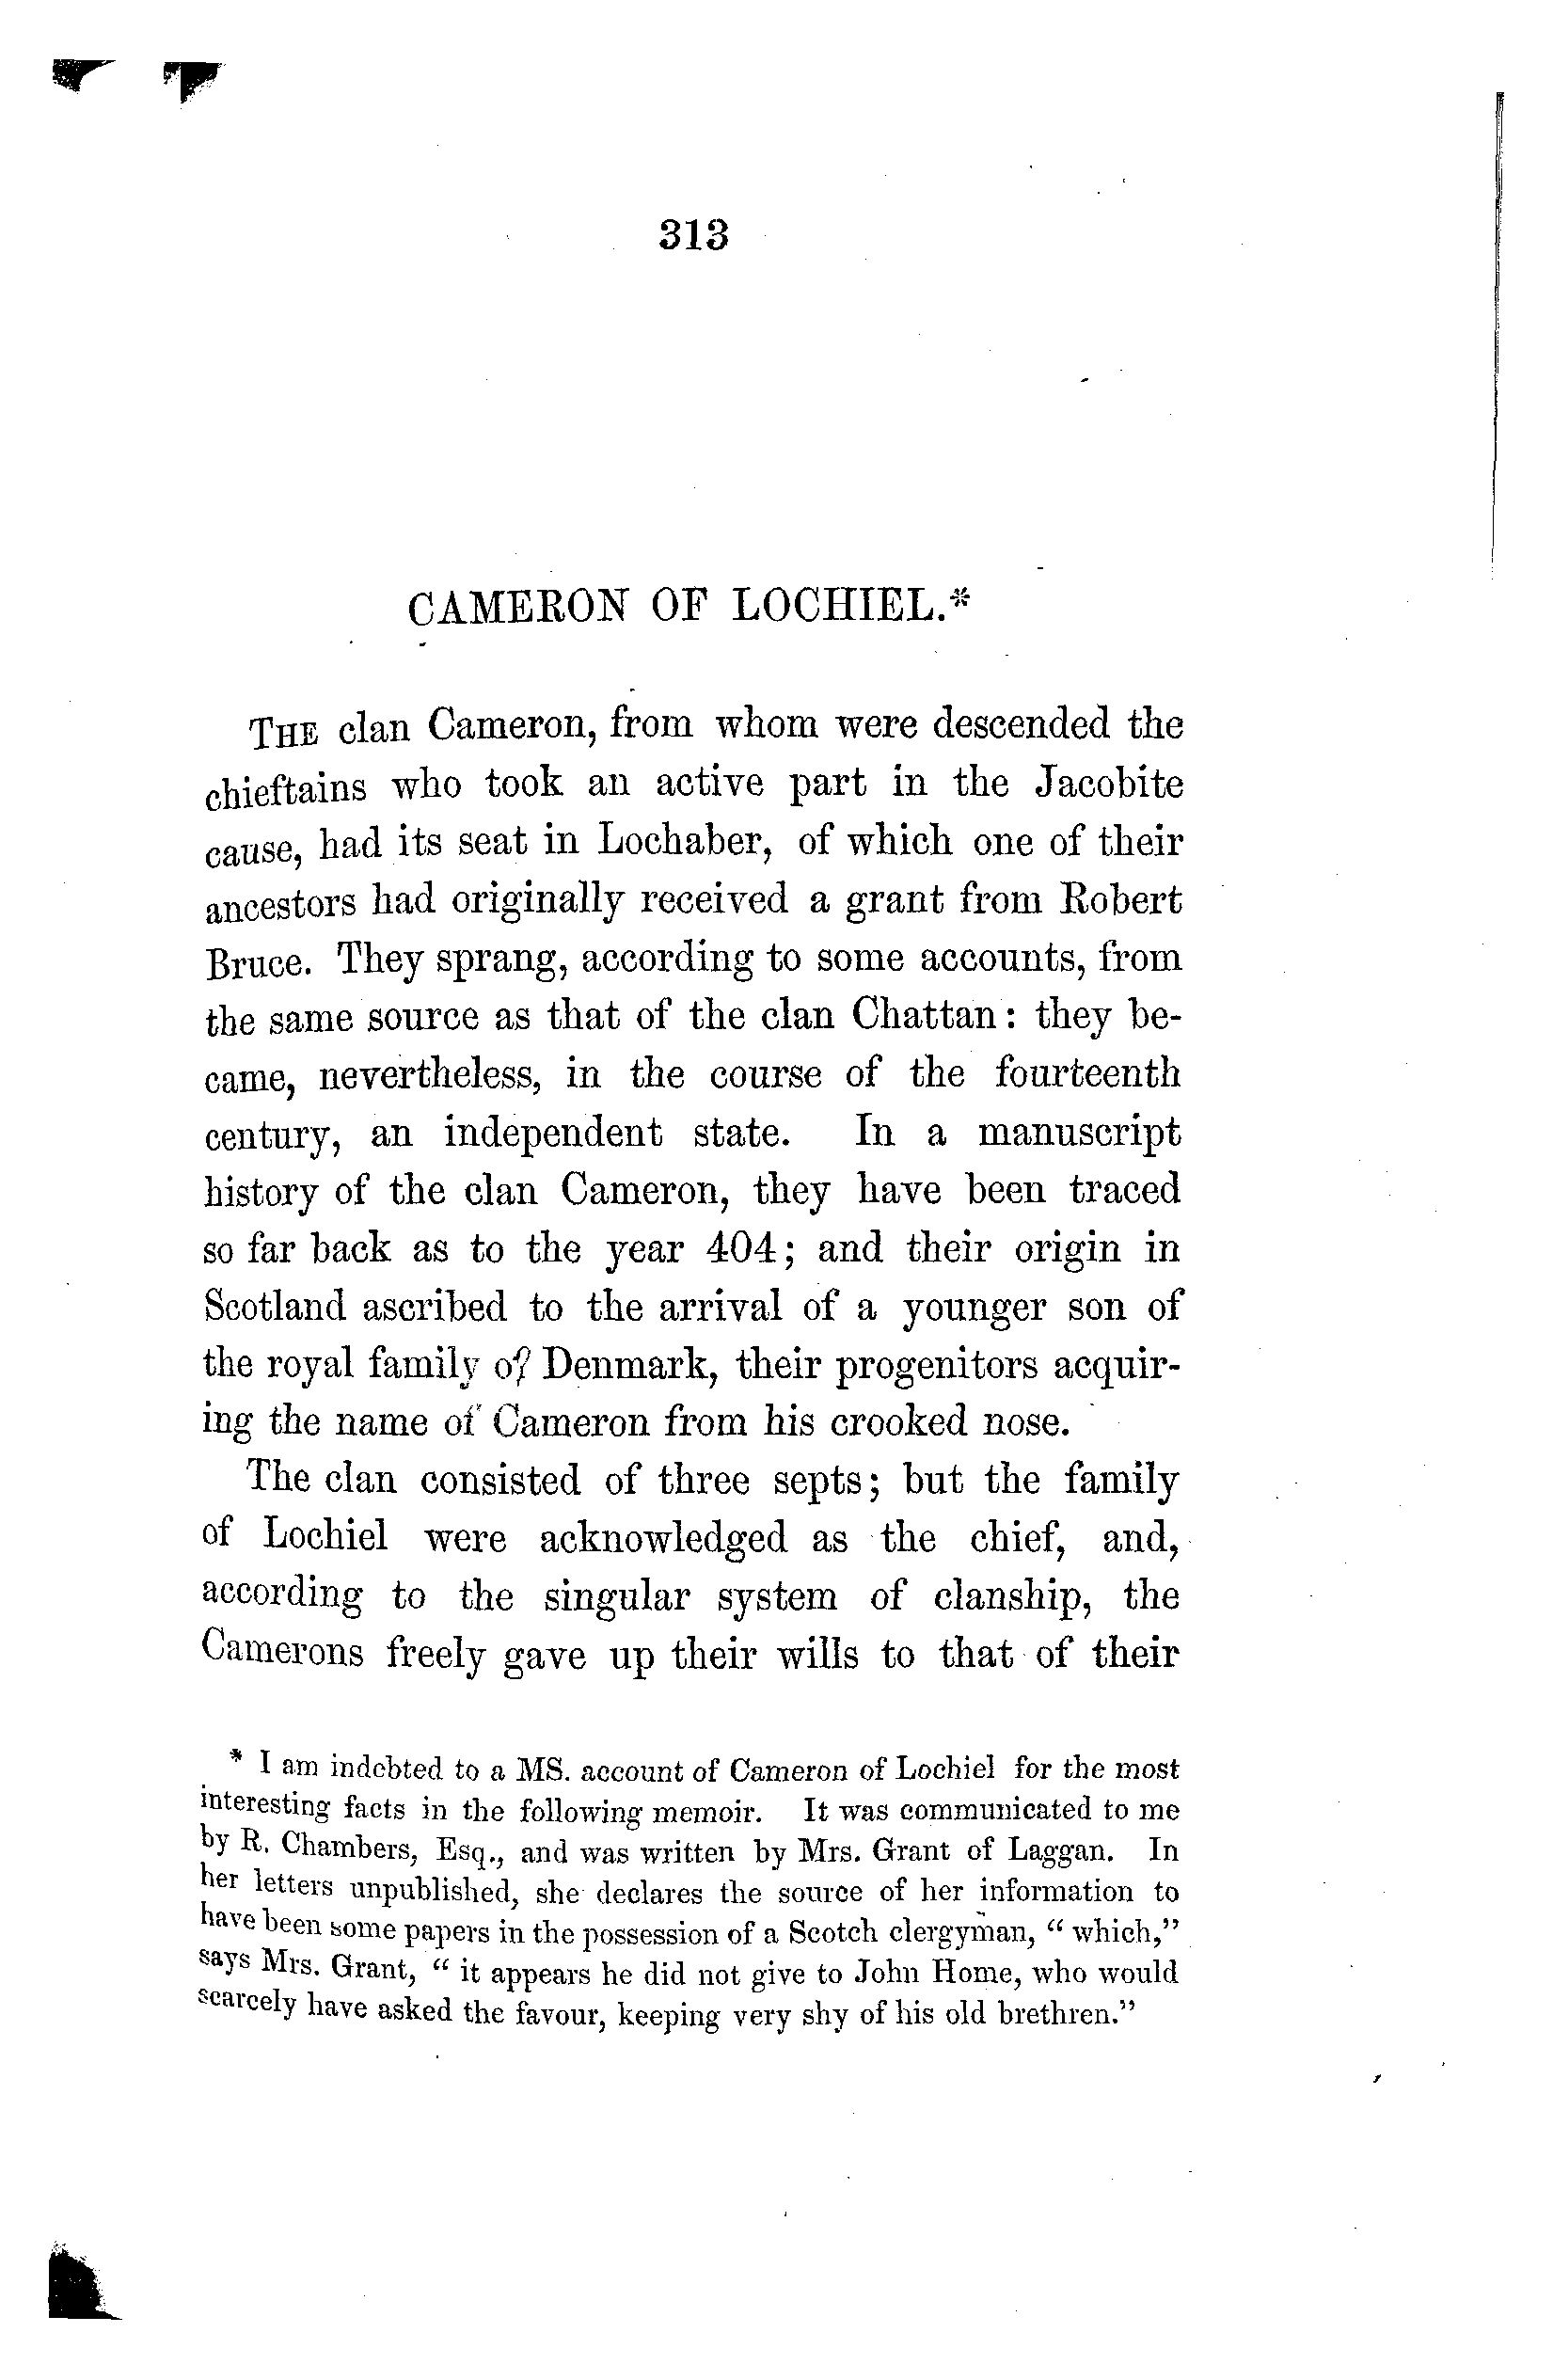 313
CAMERON OF LOCHIEL.*
THE clan Cameron, from whom were descended the
chieftains who took an active part in the Jacobite
cause, had its seat in Lochaber, of which one of their
ancestors had originally received a grant from Robert
Bruce. They sprang, according to some accounts, from
the same source as that of the clan Chattan: they be-
came, nevertheless, in the course of the fourteenth
century, an independent state. In a manuscript
history of the clan Cameron, they have been traced
so far back as to the year 404; and their origin in
Scotland ascribed to the arrival of a younger son of
the royal family of Denmark, their progenitors acquir-
ing the name of Cameron from his crooked nose.
The clan consisted of three septs; but the family
of Lochiel were acknowledged as the chief, and,
according to the singular system of clanship, the
Camerons freely gave up their wills to that of their
* I am indebted to a MS. account of Cameron of Lochiel for the most
interesting facts in the following memoir. It was communicated to me
by R. Chambers, Esq., and was written by Mrs. Grant of Laggan. In
her letters unpublished, she declares the source of her information to
have been some papers in the possession of a Scotch clergyman, " which,"
says Mrs. Grant, " it appears he did not give to John Home, who would
scarcely have asked the favour, keeping very shy of his old brethren."